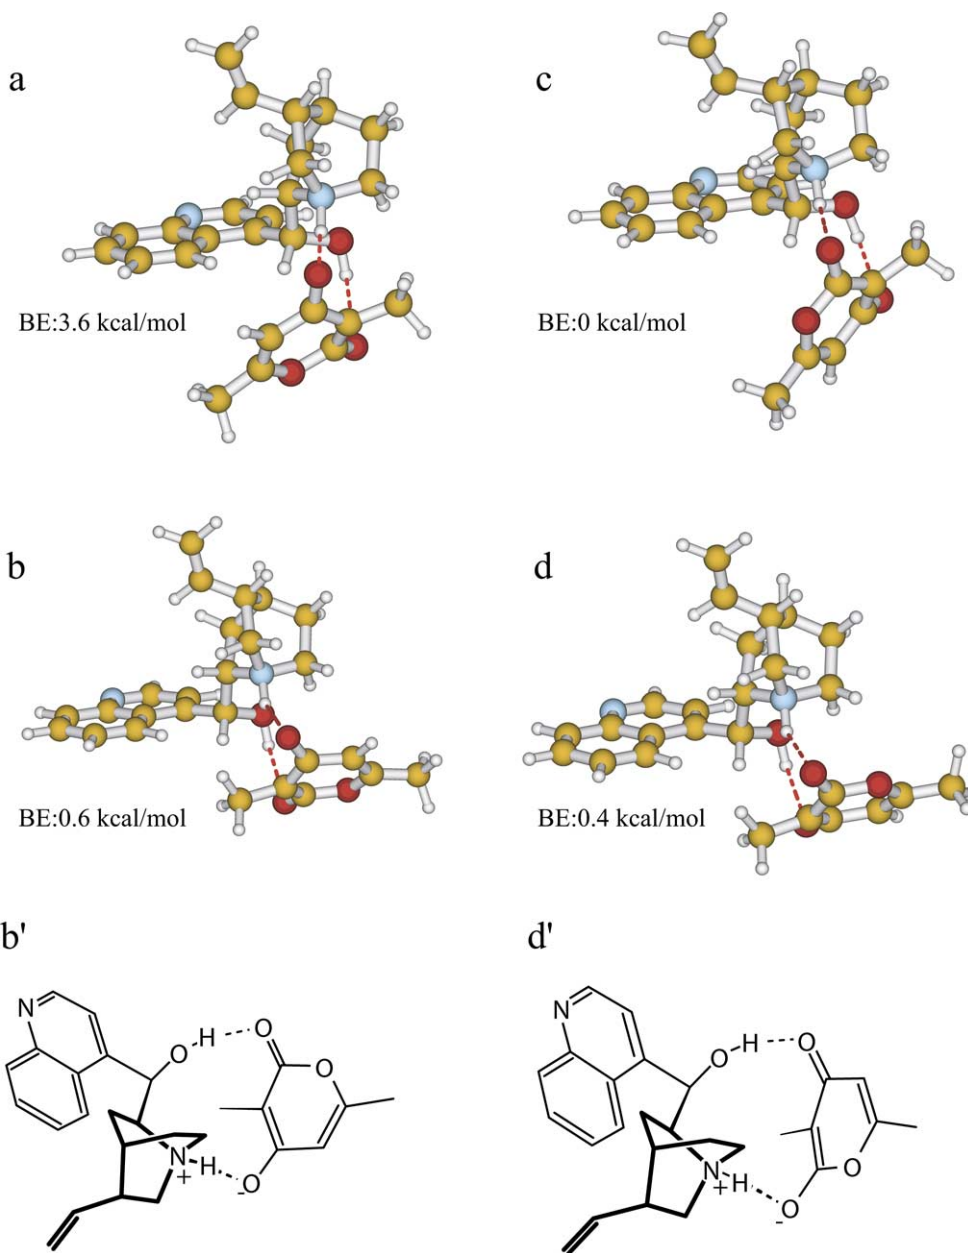 a
c
BE:3.6 kcal/mol
BE:0 kcal/mol
b
d
BE:0.6 kcal/mol
BE:0.4 kcal/mol
b'
d'
N
O
H
O
O
N
+
H
-
O
N
O
H
O
N
+
H
O
-
O